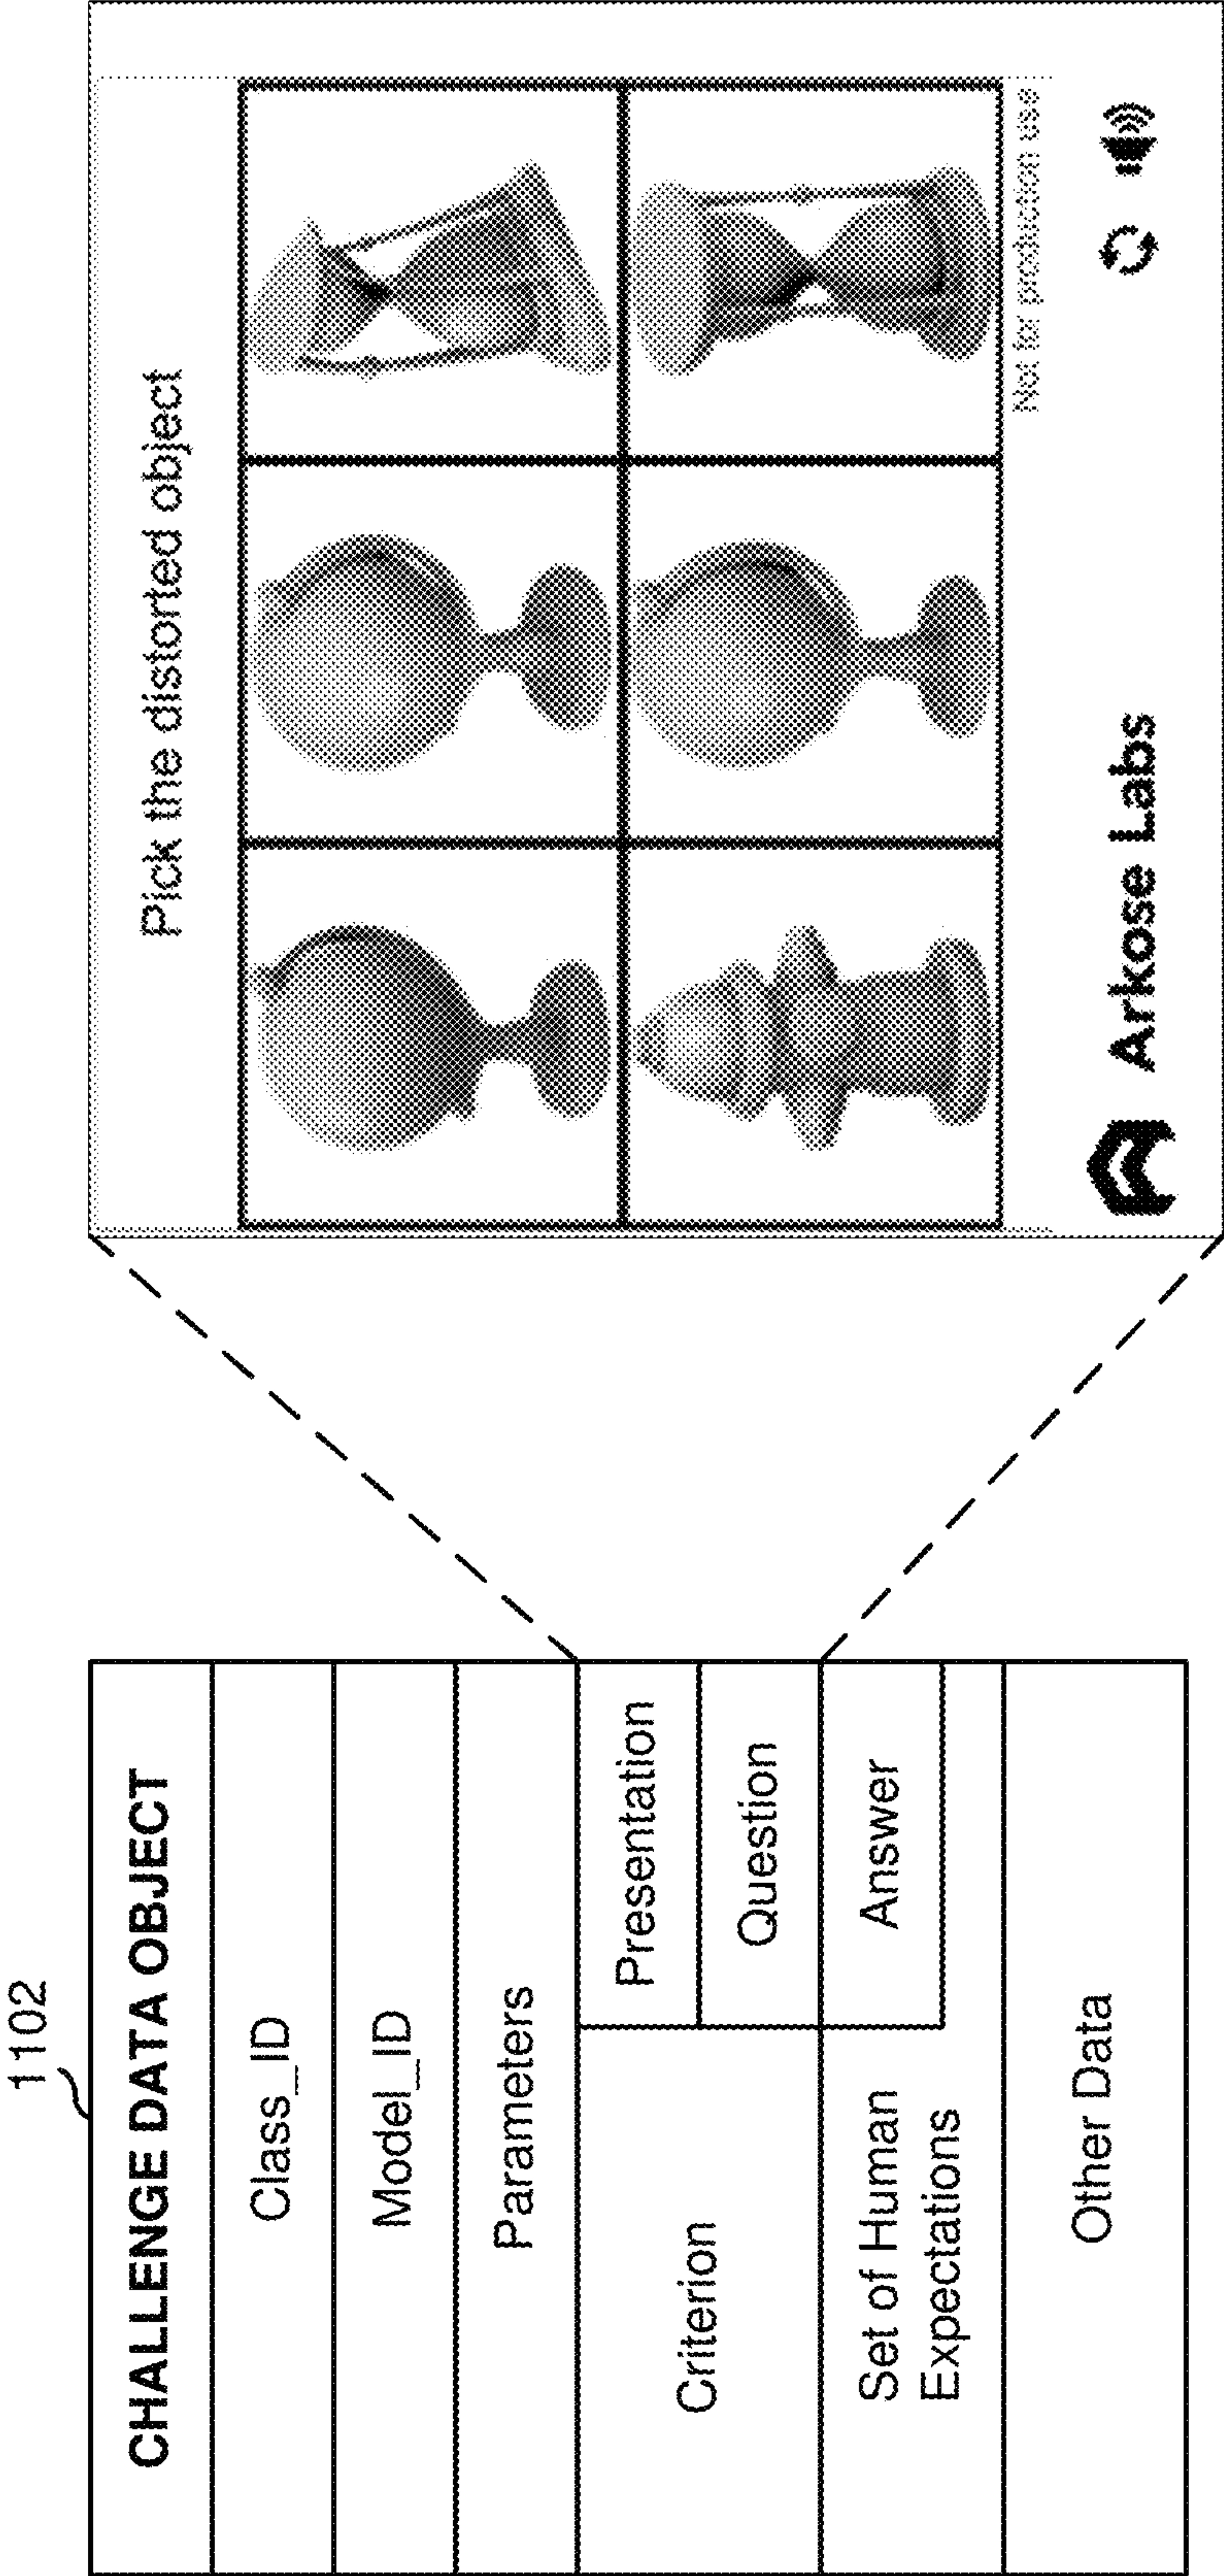 1102
CHALLENGE DATA OBJECT
Class_ID
Model_ID
Parameters
Criterion
Presentation
Question
Set of Human
Expectations
Answer
Other Data
Pick the distorted object
Not for production use
Arkose Labs